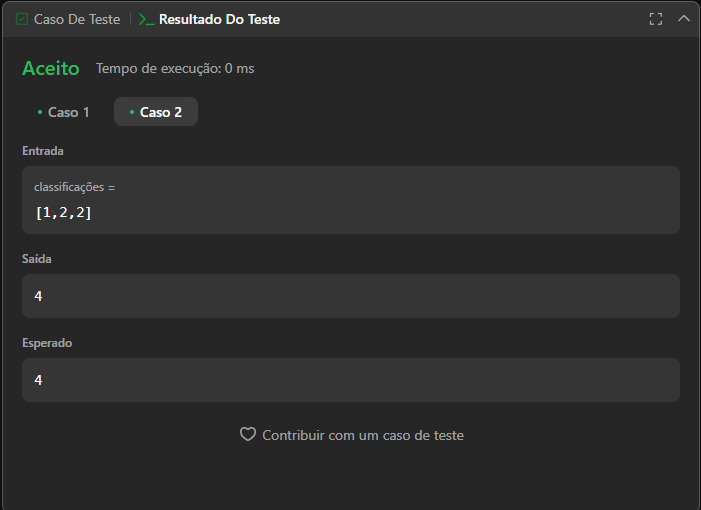 Caso De Teste | Resultado Do Teste
Aceito Tempo de execução: 0 ms
Caso 1 Caso 2
Entrada
classificações =
[1,2,2]
Saída
4
Esperado
4
Contribuir com um caso de teste